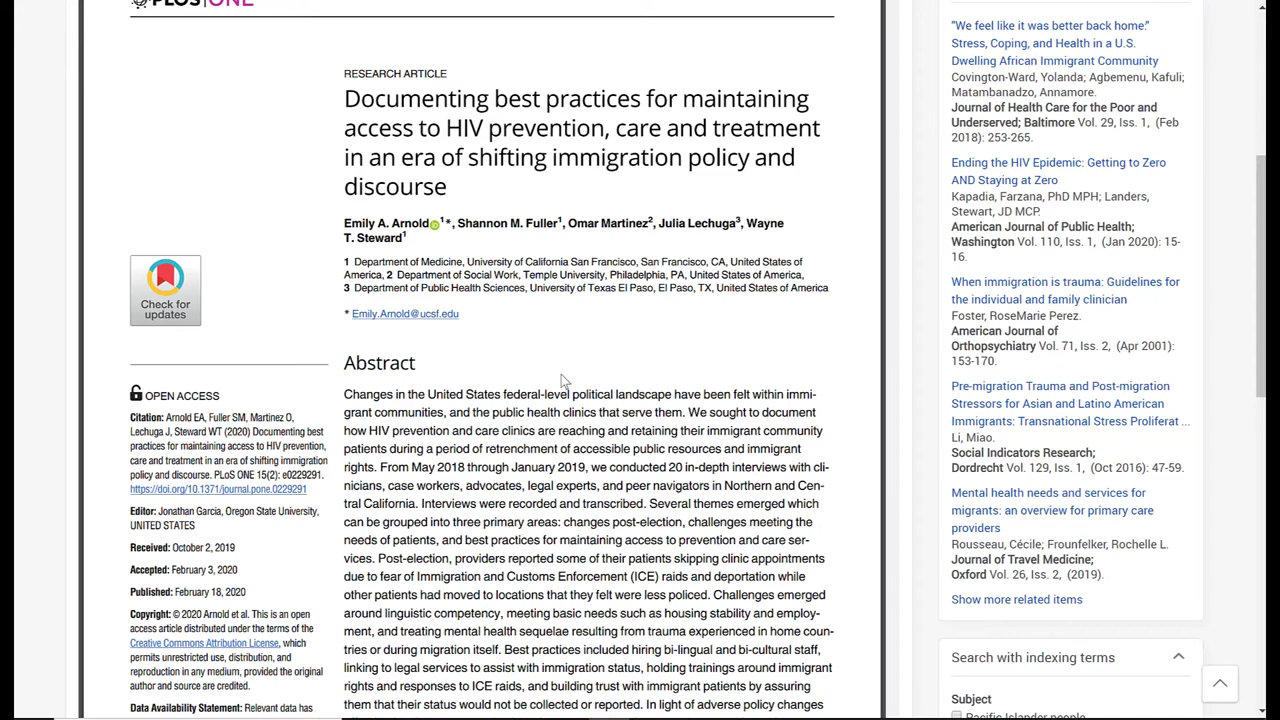 PLOS ONE
RESEARCH ARTICLE
Documenting best practices for maintaining
access to HIV prevention, care and treatment
in an era of shifting immigration policy and
discourse
Emily A. Arnold1*, Shannon M. Fuller1, Omar Martinez2, Julia Lechuga3, Wayne
T. Steward1
1 Department of Medicine, University of California San Francisco, San Francisco, CA, United States of
America, 2 Department of Social Work, Temple University, Philadelphia, PA, United States of America,
3 Department of Public Health Sciences, University of Texas El Paso, El Paso, TX, United States of America
* Emily.Arnold@ucsf.edu
Check for
updates
Abstract
Changes in the United States federal-level political landscape have been felt within immi-
grant communities, and the public health clinics that serve them. We sought to document
how HIV prevention and care clinics are reaching and retaining their immigrant community
patients during a period of retrenchment of accessible public resources and immigrant
rights. From May 2018 through January 2019, we conducted 20 in-depth interviews with cli-
nicians, case workers, advocates, legal experts, and peer navigators in Northern and Cen-
tral California. Interviews were recorded and transcribed. Several themes emerged which
can be grouped into three primary areas: changes post-election, challenges meeting the
needs of patients, and best practices for maintaining access to prevention and care ser-
vices. Post-election, providers reported some of their patients skipping clinic appointments
due to fear of Immigration and Customs Enforcement (ICE) raids and deportation while
other patients had moved to locations that they felt were less policed. Challenges emerged
around linguistic competency, meeting basic needs such as housing stability and employ-
ment, and treating mental health sequelae resulting from trauma experienced in home coun-
tries or during migration itself. Best practices included hiring bi-lingual and bi-cultural staff,
linking to legal services to assist with immigration status, holding trainings around immigrant
rights and responses to ICE raids, and building trust with immigrant patients by assuring
them that their status would not be collected or reported. In light of adverse policy changes
OPEN ACCESS
Citation: Arnold EA, Fuller SM, Martinez O,
Lechuga J, Steward WT (2020) Documenting best
practices for maintaining access to HIV prevention,
care and treatment in an era of shifting immigration
policy and discourse. PLoS ONE 15(2): e0229291.
https://doi.org/10.1371/journal.pone.0229291
Editor: Jonathan Garcia, Oregon State University,
UNITED STATES
Received: October 2, 2019
Accepted: February 3, 2020
Published: February 18, 2020
Copyright: © 2020 Arnold et al. This is an open
access article distributed under the terms of the
Creative Commons Attribution License, which
permits unrestricted use, distribution, and
reproduction in any medium, provided the original
author and source are credited.
Data Availability Statement: Relevant data has
"We feel like it was better back home:"
Stress, Coping, and Health in a U.S.
Dwelling African Immigrant Community
Covington-Ward, Yolanda; Agbemenu, Kafuli;
Matambanadzo, Annamore.
Journal of Health Care for the Poor and
Underserved; Baltimore Vol. 29, Iss. 1, (Feb
2018): 253-265.
Ending the HIV Epidemic: Getting to Zero
AND Staying at Zero
Kapadia, Farzana, PhD MPH; Landers,
Stewart, JD MCP.
American Journal of Public Health;
Washington Vol. 110, Iss. 1, (Jan 2020): 15-
16.
When immigration is trauma: Guidelines for
the individual and family clinician
Foster, RoseMarie Perez.
American Journal of
Orthopsychiatry Vol. 71, Iss. 2, (Apr 2001):
153-170.
Pre-migration Trauma and Post-migration
Stressors for Asian and Latino American
Immigrants: Transnational Stress Proliferat ...
Li, Miao.
Social Indicators Research;
Dordrecht Vol. 129, Iss. 1, (Oct 2016): 47-59.
Mental health needs and services for
migrants: an overview for primary care
providers
Rousseau, Cécile; Frounfelker, Rochelle L.
Journal of Travel Medicine;
Oxford Vol. 26, Iss. 2, (2019).
Show more related items
Search with indexing terms
Subject
Pacific Islander people